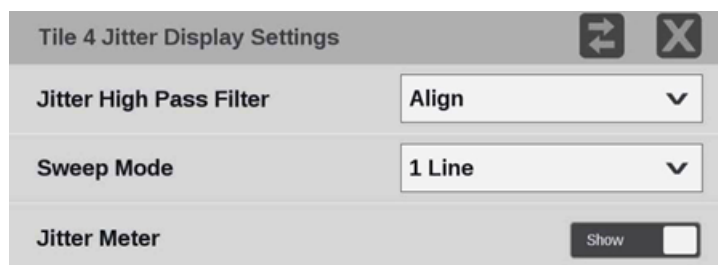 Tile 4 Jitter Display Settings
Jitter High Pass Filter Align
Sweep Mode 1 Line
Jitter Meter Show